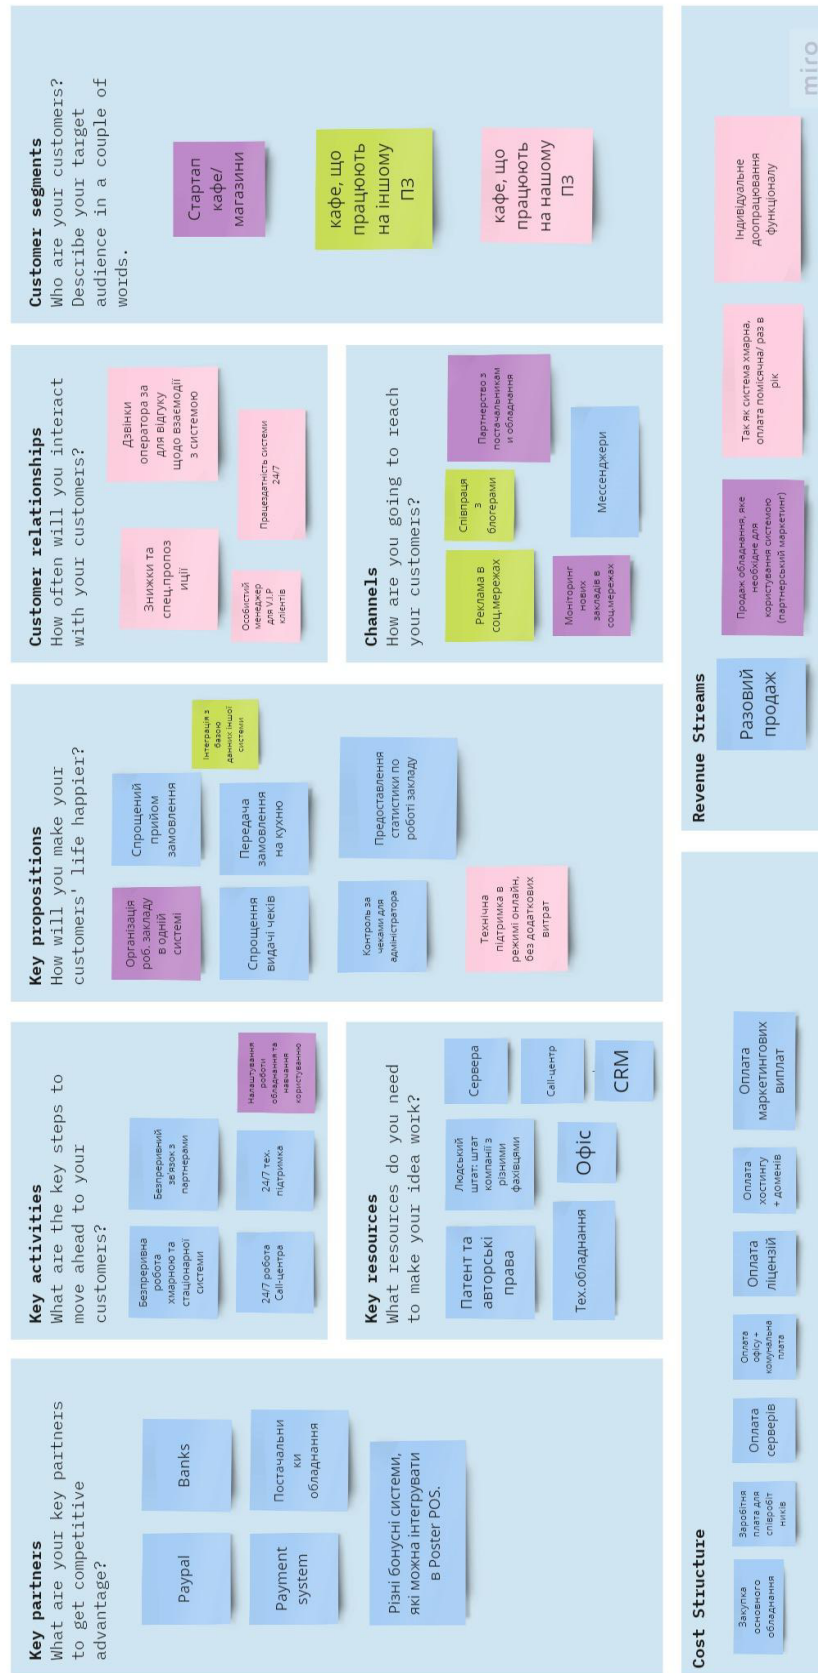 Key partners
What are your key partners
to get competitive
advantage?
Paypal
Banks
Payment
system
Постачальни
ки
обладнання
Різні бонусні системи,
які можна інтегрувати
в Poster POS.
Key activities
What are the key steps to
move ahead to your
customers?
Безпреривна
робота
хмарною та
стаціонарної
системи
Безпреривний
зв'язок з
партнерами
24/7 робота
Call-центра
24/7 тех.
підтримка
Налаштування
роботи
обладнання та
навчання
користуванню
Key resources
What resources do you need
to make your idea work?
Патент та
авторські
права
Людський
штат: штат
компанії з
різними
фахівцями
Сервера
Call-центр
Тех.обладнання
Офіс
CRM
Key propositions
How will you make your
customers' life happier?
Організація
роб. закладу
в одній
системі
Спрощений
прийом
замовлення
Інтеграція з
базою
данних іншої
системи
Спрощення
видачі чеків
Передача
замовлення
на кухню
Контроль за
чеками для
адміністратора
Предоставлення
статистики по
роботі закладу
Технічна
підтримка в
режимі онлайн,
без додаткових
витрат
Customer relationships
How often will you interact
with your customers?
Знижки та
спец.пропоз
иції
Дзвінки
оператора за
для відгуку
щодо взаємодії
з системою
Особистий
менеджер
для V.I.P
клієнтів
Працездатність системи
24/7
Channels
How are you going to reach
your customers?
Реклама в
соц.мережах
Співпраця
з
блогерами
Партнерство з
постачальникам
и обладнання
Моніторинг
нових
закладів в
соц.мережах
Мессенджери
Customer segments
Who are your customers?
Describe your target
audience in a couple of
words.
Стартап
кафе/
магазини
кафе, що
працюють
на іншому
ПЗ
кафе, що
працюють
на нашому
ПЗ
Cost Structure
Закупка
основного
обладнання
Заробітна
плата для
співробіт
ників
Оплата
серверів
Оплата
офісу +
комунальна
плата
Оплата
ліцензій
Оплата
хостингу
+ доменів
Оплата
маркетингових
виплат
Revenue Streams
Разовий
продаж
Продаж обладнання, яке
необхідне для
користування системою
(партнерський маркетинг)
Так як система хмарна,
оплата помісячна/ раз в
рік
Індивідуальне
доопрацювання
функціоналу
miro